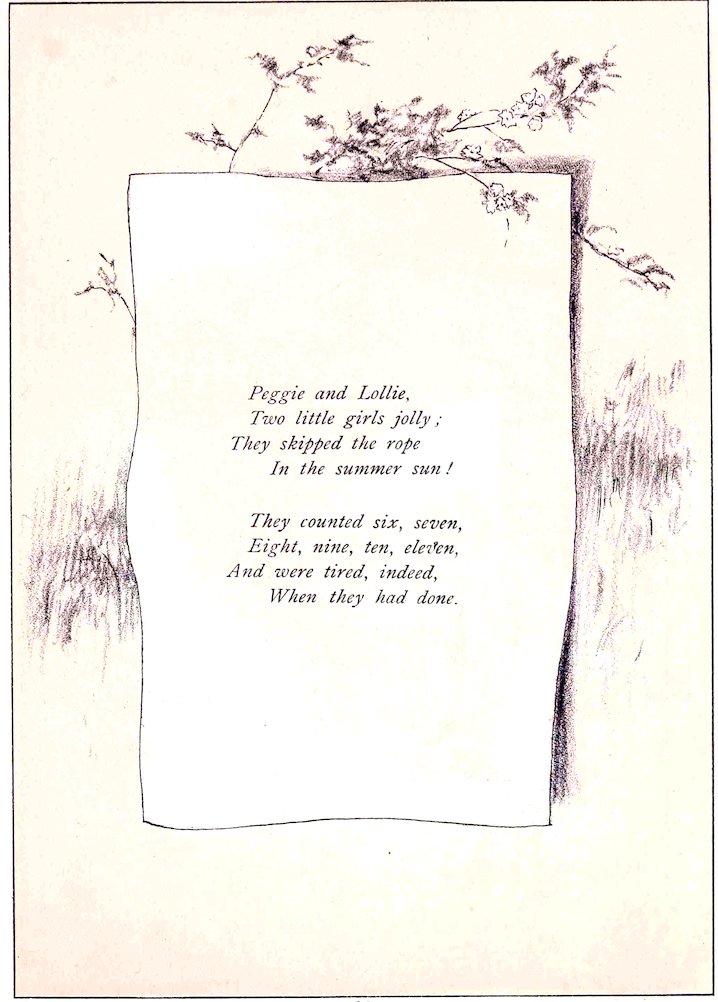 Peggie and Lollie,
Two little girls jolly ;
They skipped the rope
In the summer sun !
They counted six, seven,
Eight, nine, ten, eleven,
And were tired, indeed,
When they had done.